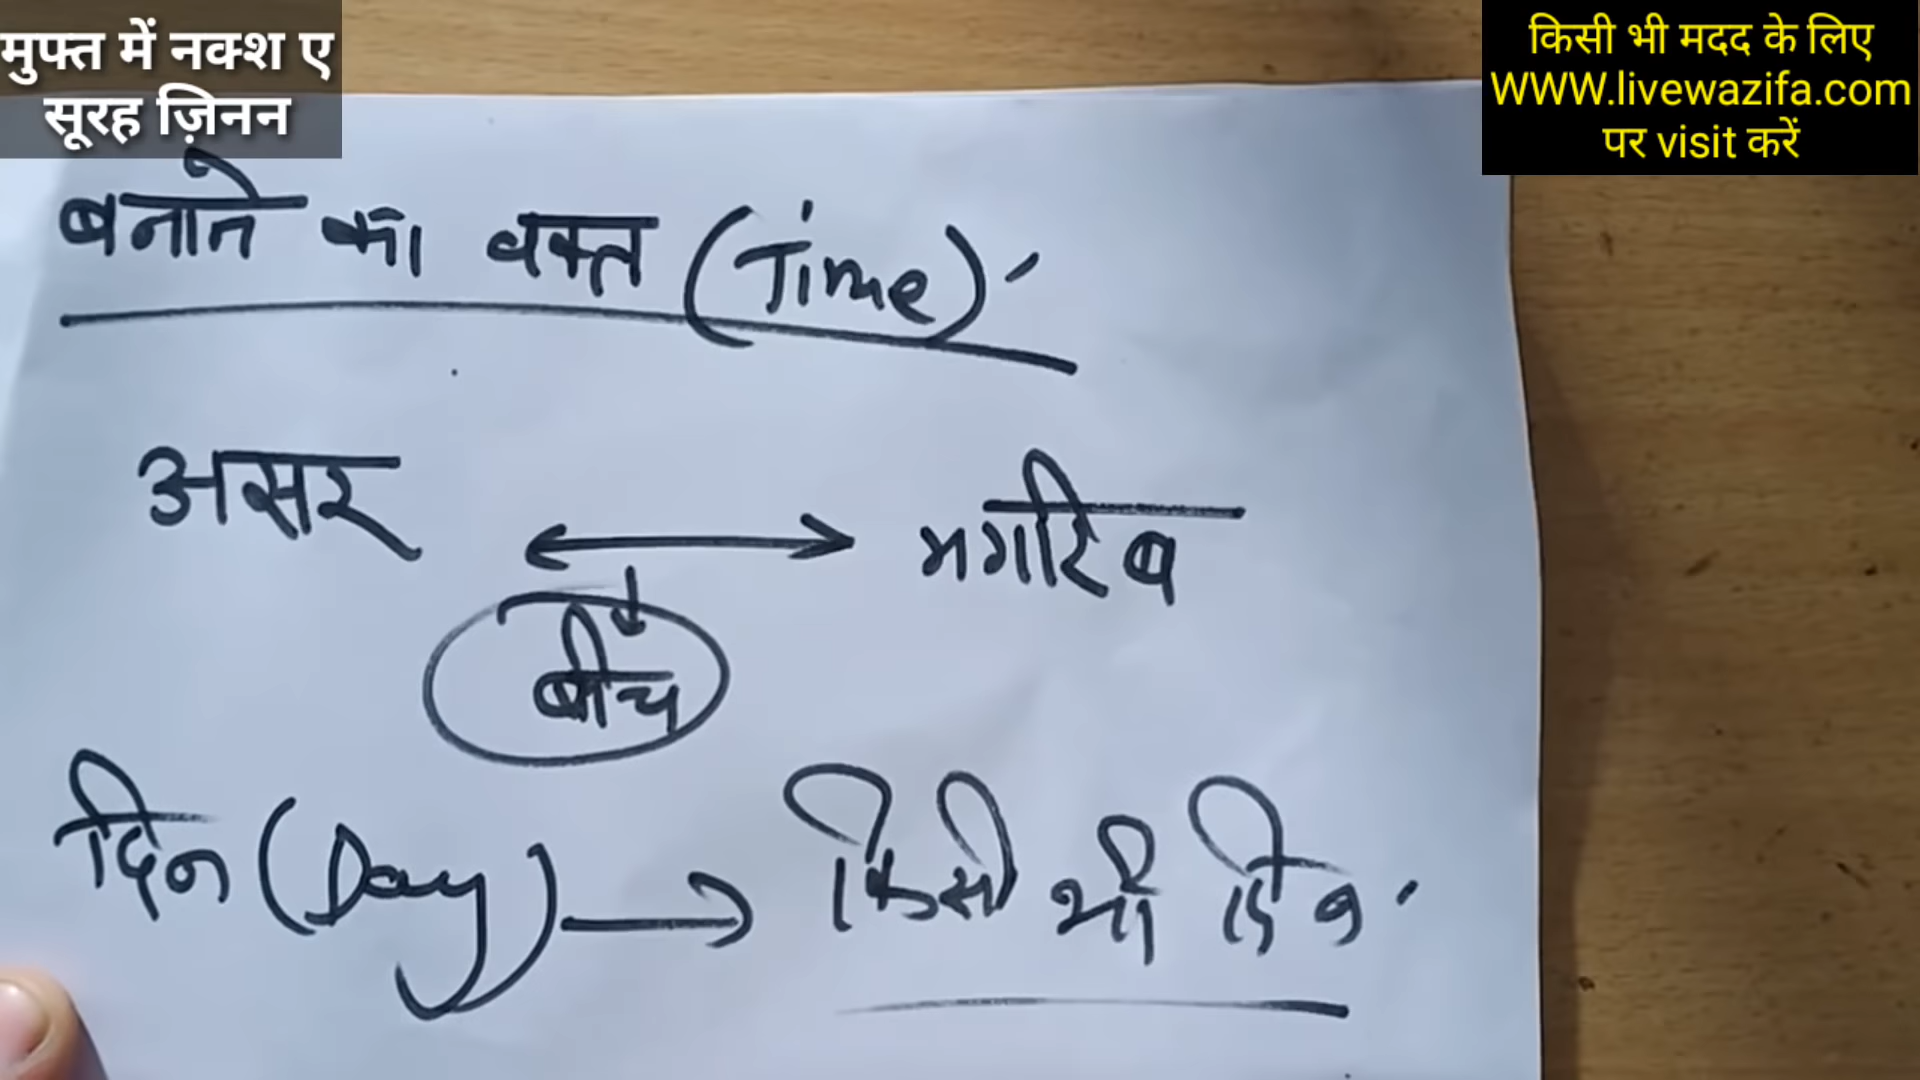 मुफ्त में नक्श ए
सूरह ज़िनन
किसी भी मदद के लिए
WWW.livewazifa.com
पर visit करें
बनाने का वक्त (Time)
असर ↔ मगरिब
बीच
दिन (Day) → किसी भी दिन